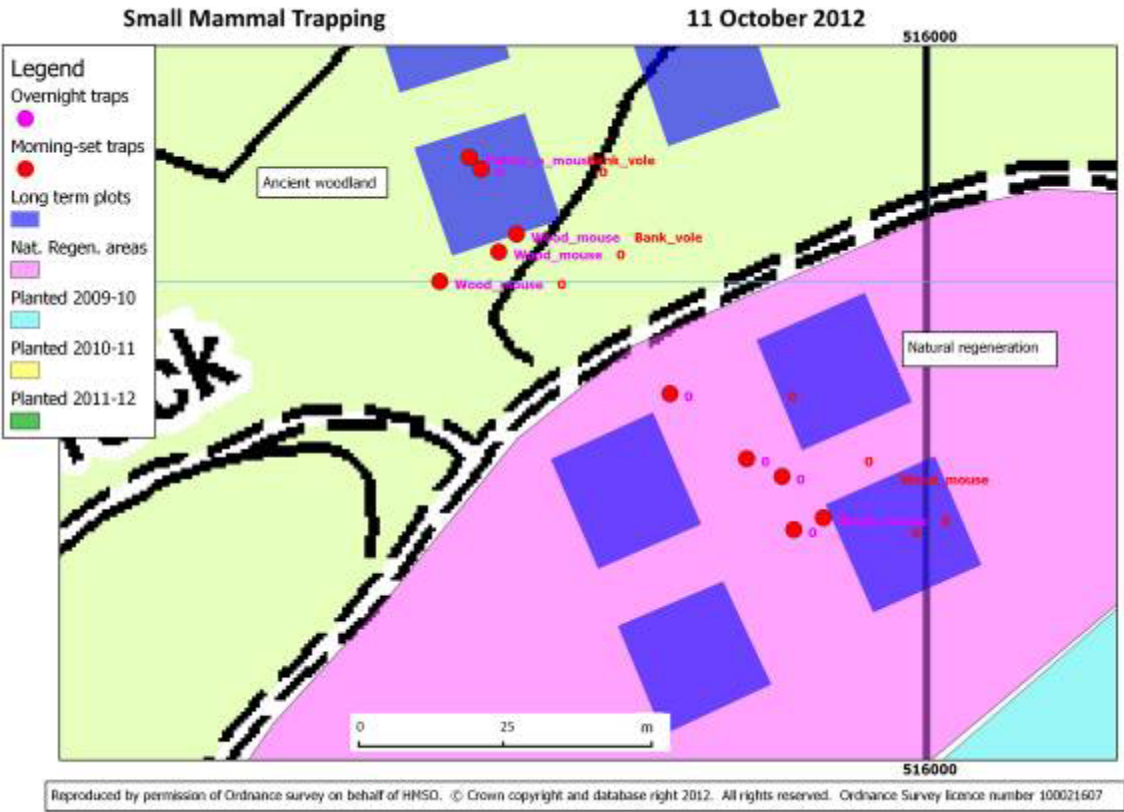 Small Mammal Trapping 11 October 2012
516000
Legend
Overnight traps
Morning-set traps
Long term plots
Nat. Regen. areas
Planted 2009-10
Planted 2010-11
Planted 2011-12
Ancient woodland
Bank_vole
0
Wood_mouse Bank_vole
Wood_mouse 0
Wood_mouse 0
Natural regeneration
0 0
0 0
0 Wood_mouse
0
0 0
0 25 m
516000
Reproduced by permission of Ordnance survey on behalf of HMSO. © Crown copyright and database right 2012. All rights reserved. Ordnance Survey licence number 100021607